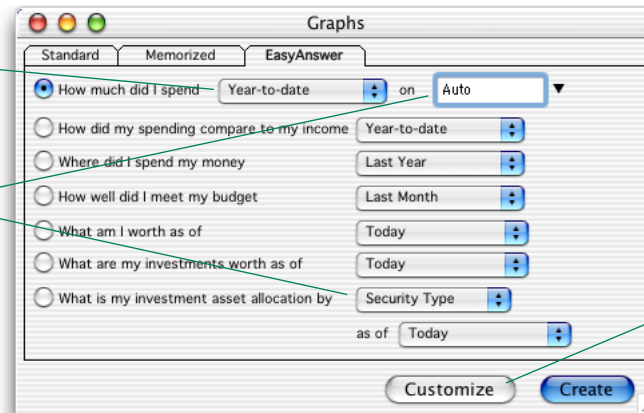 Graphs
Standard Memorized EasyAnswer
How much did I spend Year-to-date on Auto
How did my spending compare to my income Year-to-date
Where did I spend my money Last Year
How well did I meet my budget Last Month
What am I worth as of Today
What are my investments worth as of Today
What is my investment asset allocation by Security Type
as of Today
Customize Create